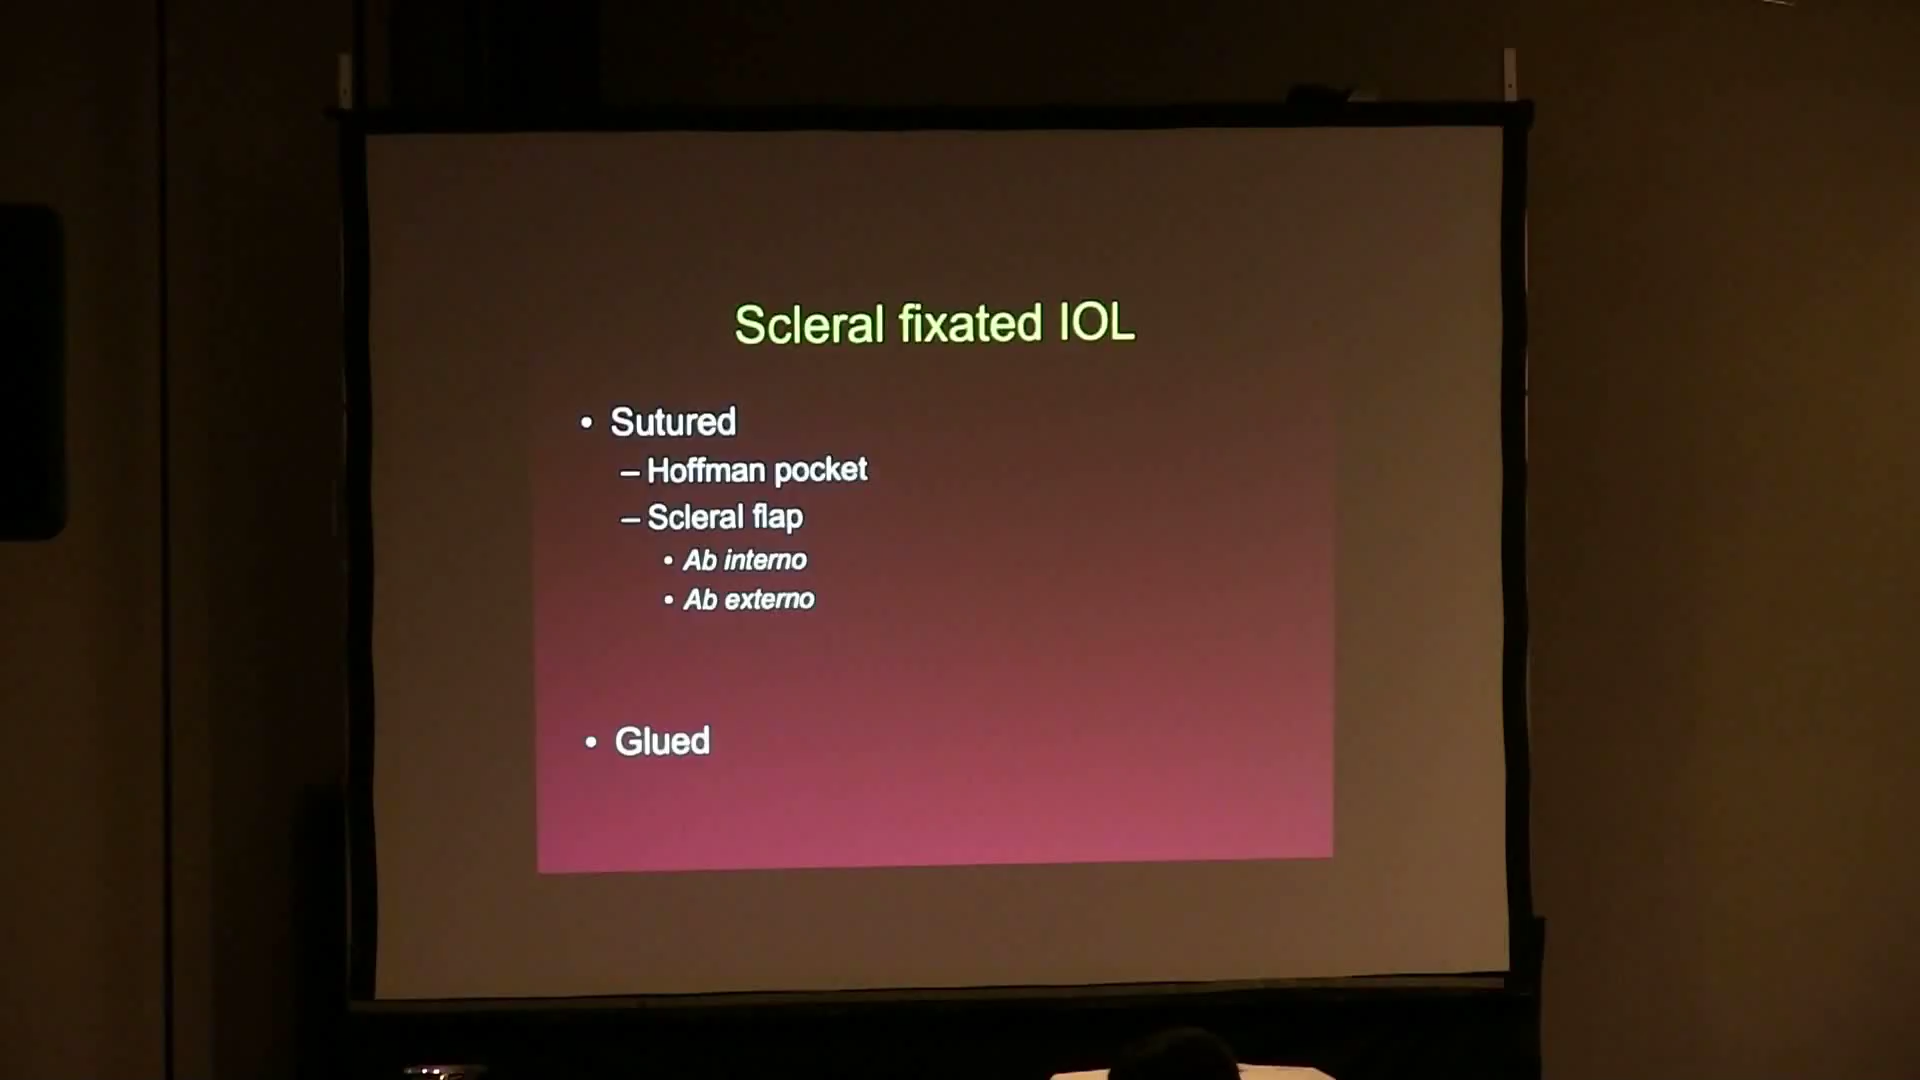 Scleral fixated IOL
• Sutured
– Hoffman pocket
– Scleral flap
• Ab interno
• Ab externo
• Glued